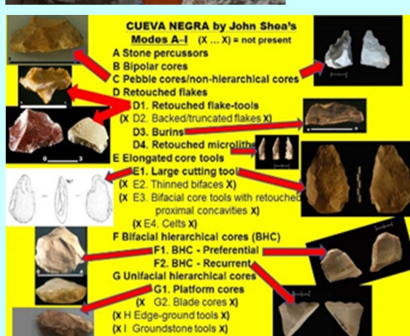 CUEVA NEGRA by John Shea's
Modes A-I (X ... X) = not present
A Stone percussors
B Bipolar cores
C Pebble cores/non-hierarchical cores
D Retouched flakes
D1. Retouched flake-tools
(X D2. Backed/truncated flakes X)
D3. Burins
D4. Retouched microlith
E Elongated core tools
E1. Large cutting tool
(X E2. Thinned bifaces X)
(X E3. Bifacial core tools with retouched
proximal concavities X)
(X E4. Celts X)
F Bifacial hierarchical cores (BHC)
F1. BHC - Preferential
F2. BHC - Recurrent
G Unifacial hierarchical cores
G1. Platform cores
(X G2. Blade cores X)
(X H Edge-ground tools X)
(X I Groundstone tools X)